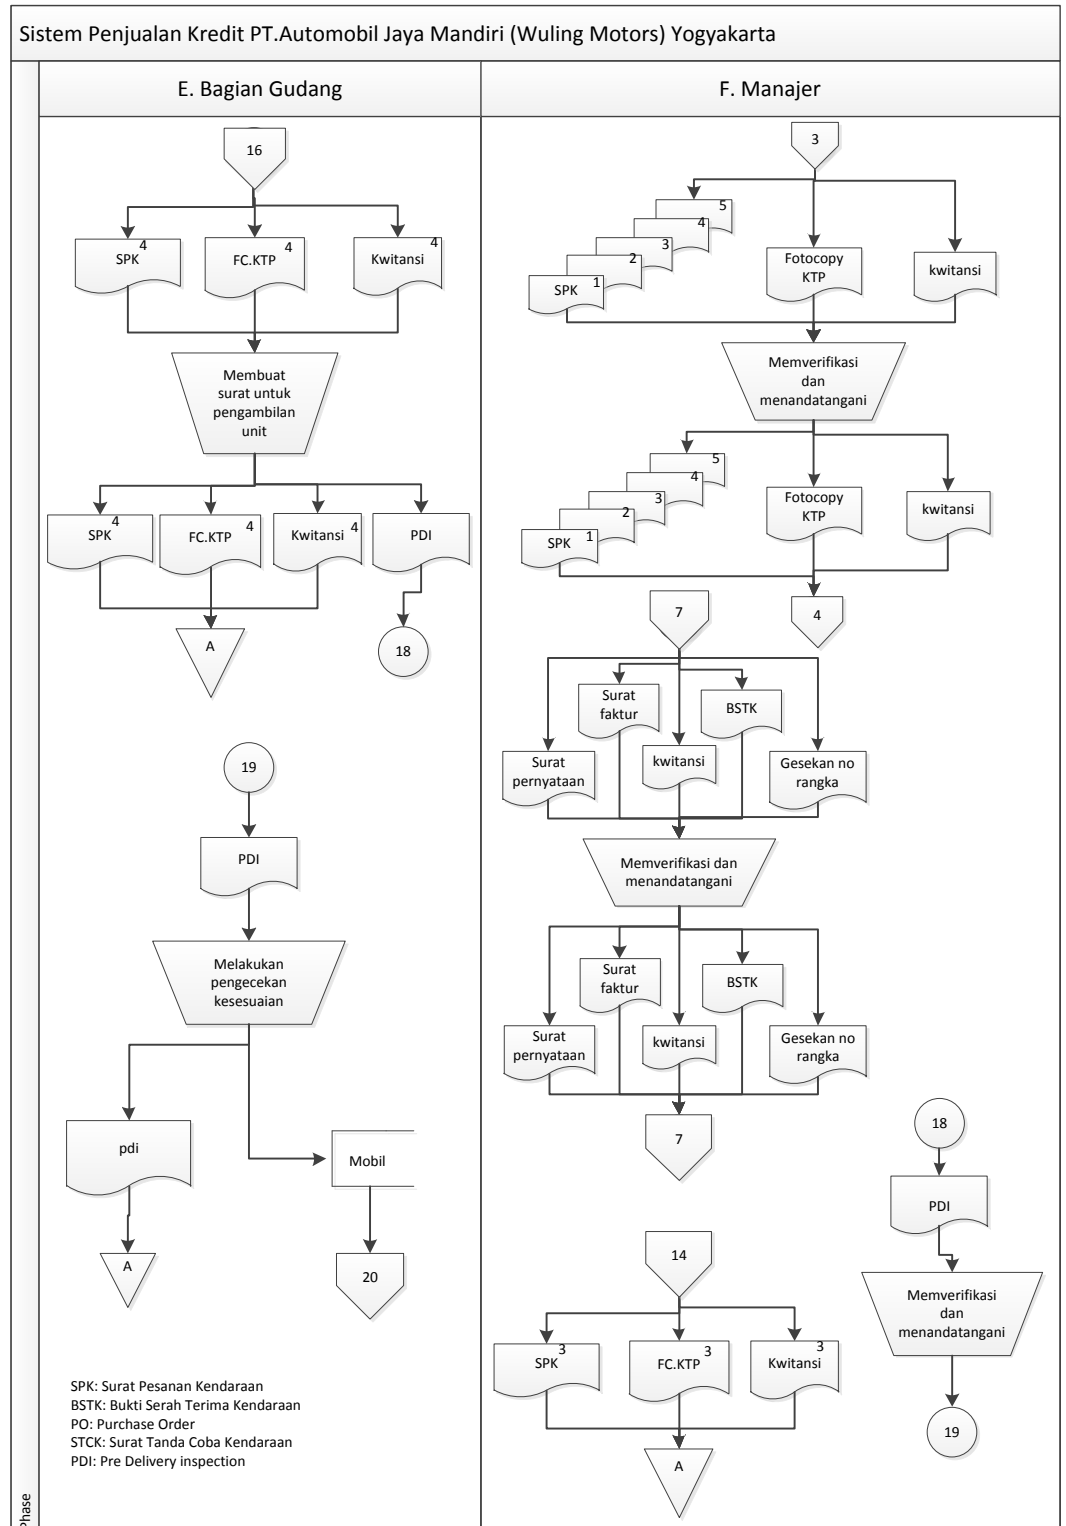 Sistem Penjualan Kredit PT.Automobil Jaya Mandiri (Wuling Motors) Yogyakarta
E. Bagian Gudang
F. Manajer
16
SPK 4
FC.KTP 4
Kwitansi 4
Membuat
surat untuk
pengambilan
unit
SPK 4
FC.KTP 4
Kwitansi 4
PDI
A
18
19
PDI
Melakukan
pengecekan
kesesuaian
pdi
Mobil
A
20
SPK: Surat Pesanan Kendaraan
BSTK: Bukti Serah Terima Kendaraan
PO: Purchase Order
STCK: Surat Tanda Coba Kendaraan
PDI: Pre Delivery inspection
Phase
3
5
4
3
2
SPK 1
Fotocopy
KTP
kwitansi
Memverifikasi
dan
menandatangani
5
4
3
2
SPK 1
Fotocopy
KTP
kwitansi
4
7
Surat
faktur
BSTK
Surat
pernyataan
kwitansi
Gesekan no
rangka
Memverifikasi dan
menandatangani
Surat
faktur
BSTK
Surat
pernyataan
kwitansi
Gesekan no
rangka
7
18
PDI
Memverifikasi
dan
menandatangani
19
14
SPK 3
FC.KTP 3
Kwitansi 3
A